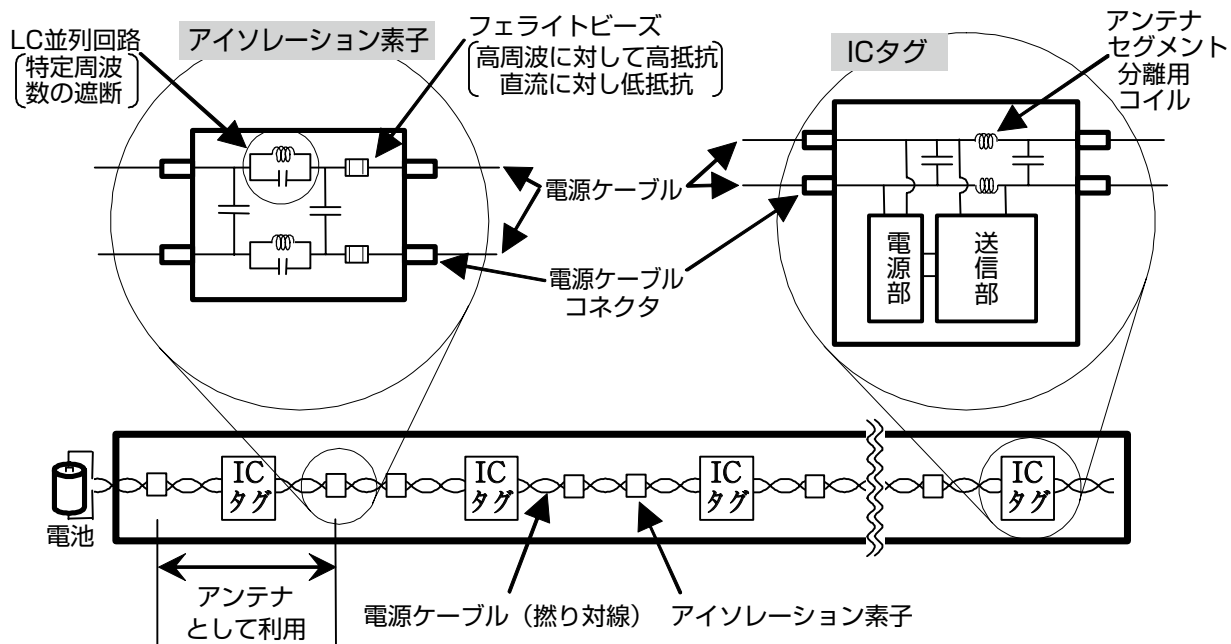 LC並列回路
特定周波
数の遮断
アイソレーション素子
フェライトビーズ
高周波に対して高抵抗
直流に対し低抵抗
ICタグ
アンテナ
セグメント
分離用
コイル
電源ケーブル
電源ケーブル
コネクタ
電源部
送信部
IC
タグ
IC
タグ
IC
タグ
IC
タグ
電池
アンテナ
として利用
電源ケーブル（撚り対線）
アイソレーション素子